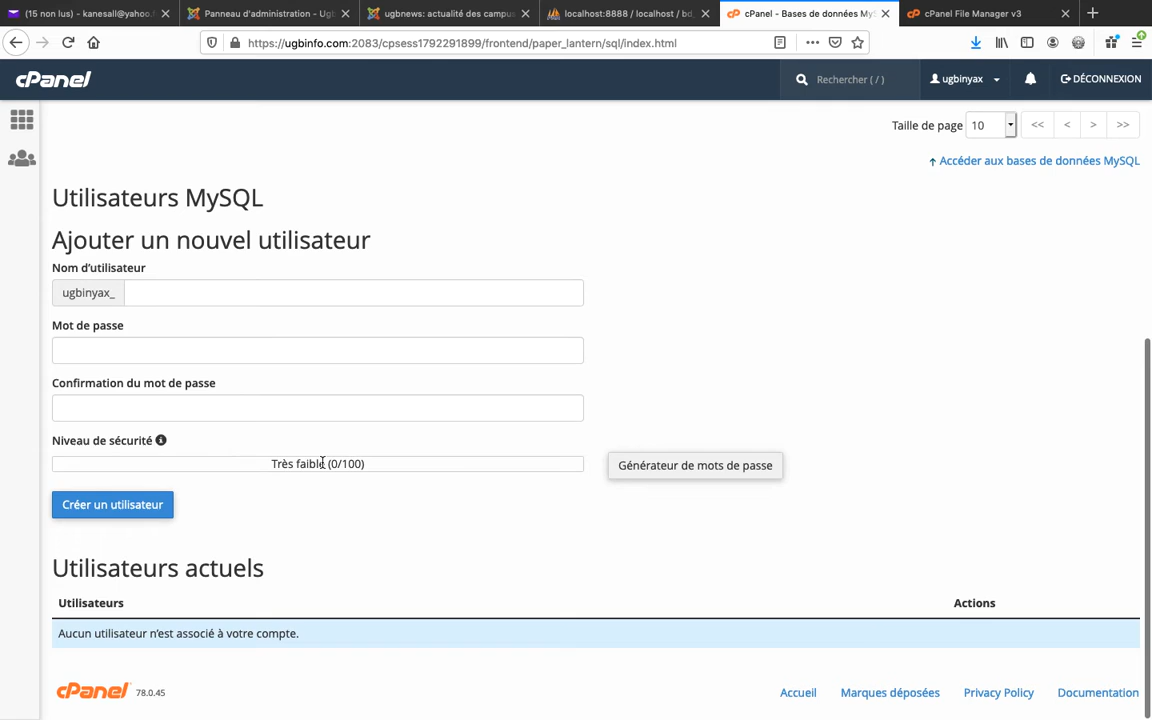 (15 non lus) - kanesall@yahoo.
Panneau d'administration - Ugb
ugbnews: actualité des campus
localhost:8888 / localhost / bd_
cPanel - Bases de données MyS
cPanel File Manager v3
https://ugbinfo.com:2083/cpsess1792291899/frontend/paper_lantern/sql/index.html
cPanel
Rechercher ( / )
ugbinyax
DÉCONNEXION
Taille de page
10
<<
<
>
>>
Accéder aux bases de données MySQL
Utilisateurs MySQL
Ajouter un nouvel utilisateur
Nom d'utilisateur
ugbinyax_
Mot de passe
Confirmation du mot de passe
Niveau de sécurité
Très faible (0/100)
Générateur de mots de passe
Créer un utilisateur
Utilisateurs actuels
Utilisateurs
Actions
Aucun utilisateur n'est associé à votre compte.
cPanel
78.0.45
Accueil
Marques déposées
Privacy Policy
Documentation